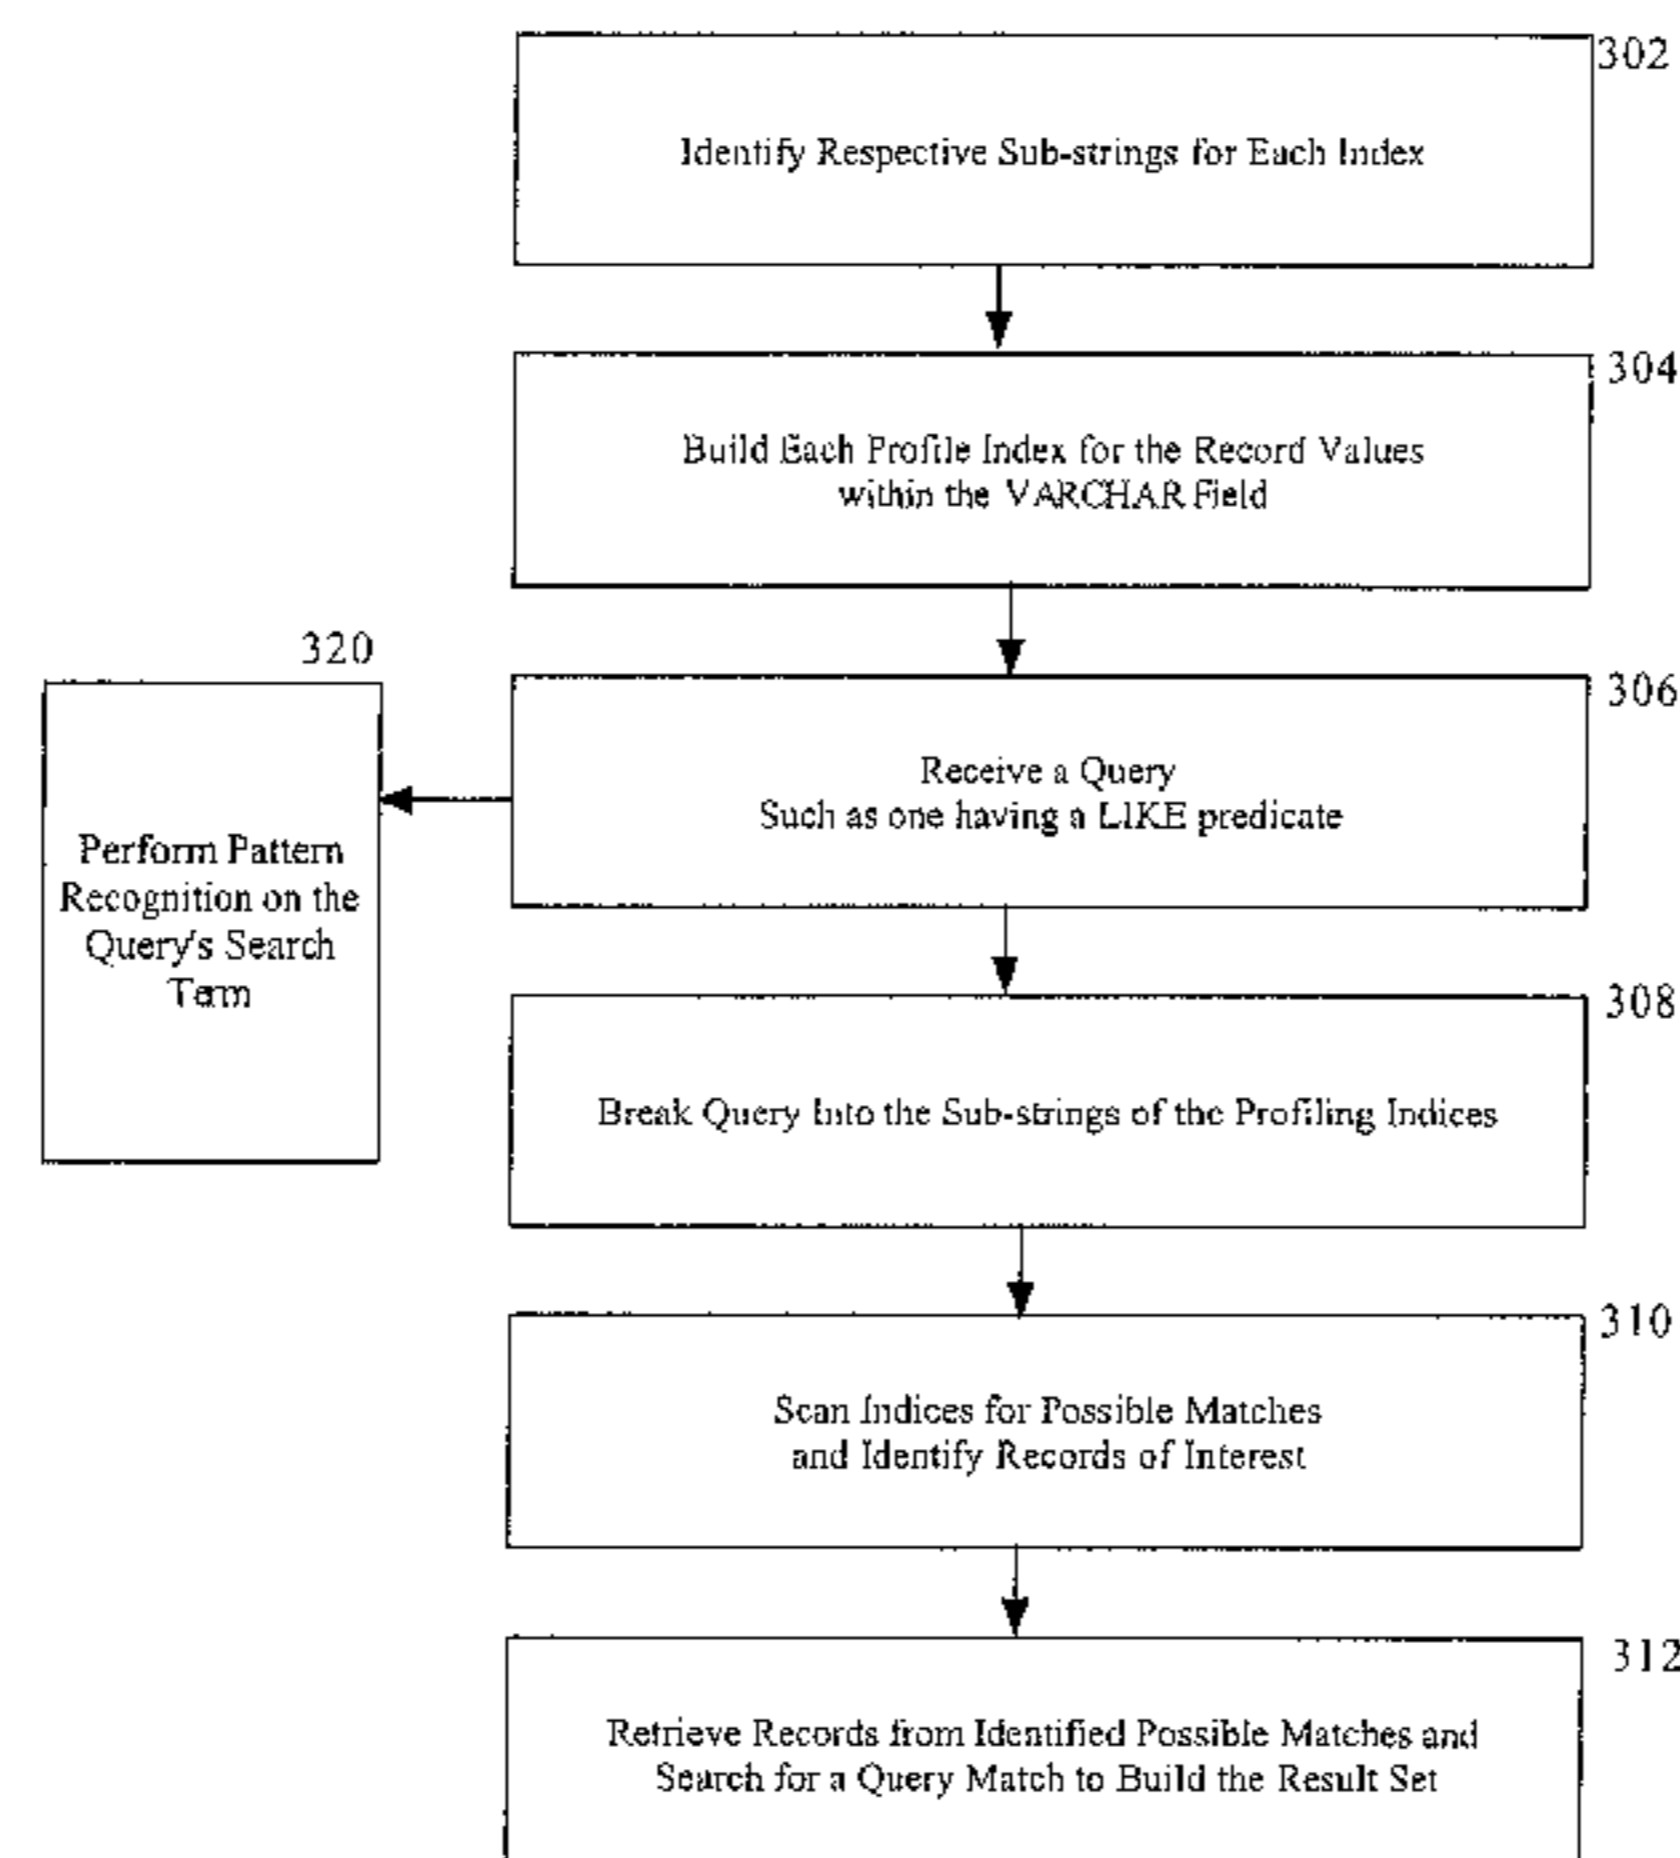 302
Identify Respective Sub-strings for Each Index
304
Build Each Profile Index for the Record Values
within the VARCHAR Field
320
306
Receive a Query
Such as one having a LIKE predicate
Perform Pattern
Recognition on the
Query's Search
Term
308
Break Query Into the Sub-strings of the Profiling Indices
310
Scan Indices for Possible Matches
and Identify Records of Interest
312
Retrieve Records from Identified Possible Matches and
Search for a Query Match to Build the Result Set